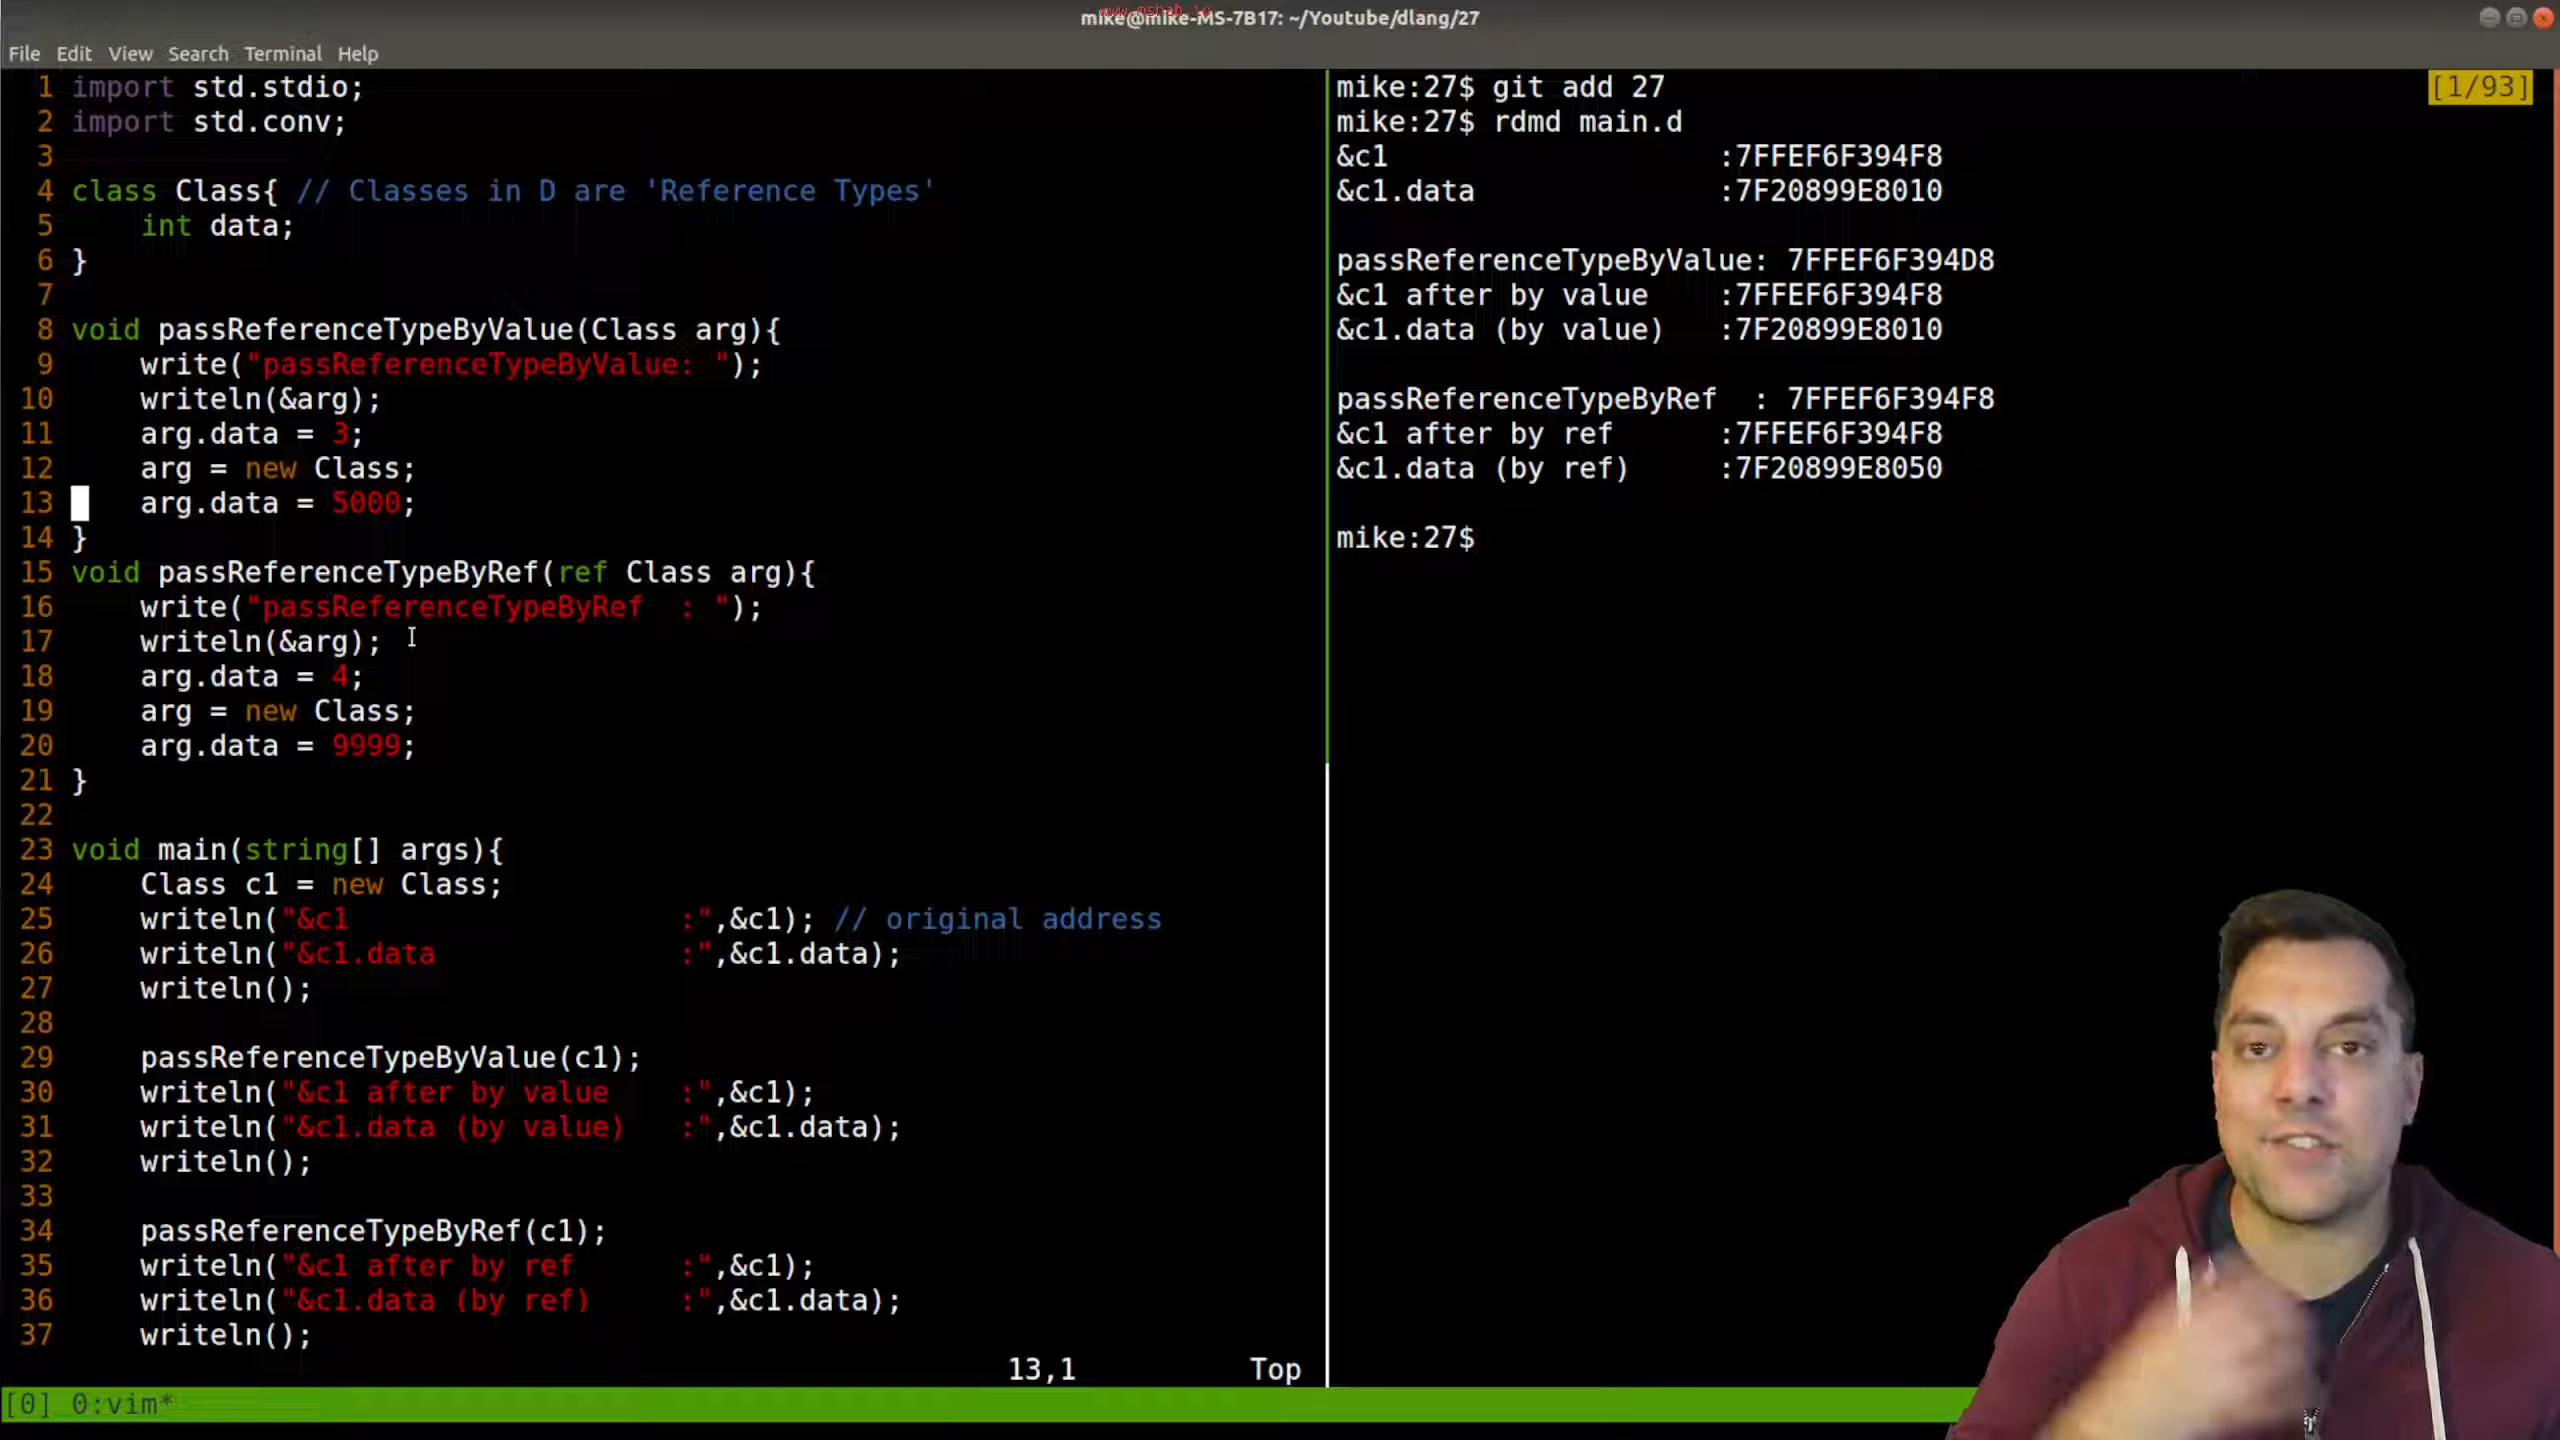 www.mshah.io
mike@mike-MS-7B17: ~/Youtube/dlang/27
File Edit View Search Terminal Help
1 import std.stdio;
2 import std.conv;
3
4 class Class{ // Classes in D are 'Reference Types'
5     int data;
6 }
7
8 void passReferenceTypeByValue(Class arg){
9     write("passReferenceTypeByValue: ");
10     writeln(&arg);
11     arg.data = 3;
12     arg = new Class;
13     arg.data = 5000;
14 }
15 void passReferenceTypeByRef(ref Class arg){
16     write("passReferenceTypeByRef  : ");
17     writeln(&arg);
18     arg.data = 4;
19     arg = new Class;
20     arg.data = 9999;
21 }
22
23 void main(string[] args){
24     Class c1 = new Class;
25     writeln("&c1                   :",&c1); // original address
26     writeln("&c1.data              :",&c1.data);
27     writeln();
28
29     passReferenceTypeByValue(c1);
30     writeln("&c1 after by value    :",&c1);
31     writeln("&c1.data (by value)   :",&c1.data);
32     writeln();
33
34     passReferenceTypeByRef(c1);
35     writeln("&c1 after by ref      :",&c1);
36     writeln("&c1.data (by ref)     :",&c1.data);
37     writeln();
13,1 Top
[0] 0:vim*
mike:27$ git add 27 [1/93]
mike:27$ rdmd main.d
&c1                   :7FFEF6F394F8
&c1.data              :7F20899E8010
passReferenceTypeByValue: 7FFEF6F394D8
&c1 after by value    :7FFEF6F394F8
&c1.data (by value)   :7F20899E8010
passReferenceTypeByRef  : 7FFEF6F394F8
&c1 after by ref      :7FFEF6F394F8
&c1.data (by ref)     :7F20899E8050
mike:27$